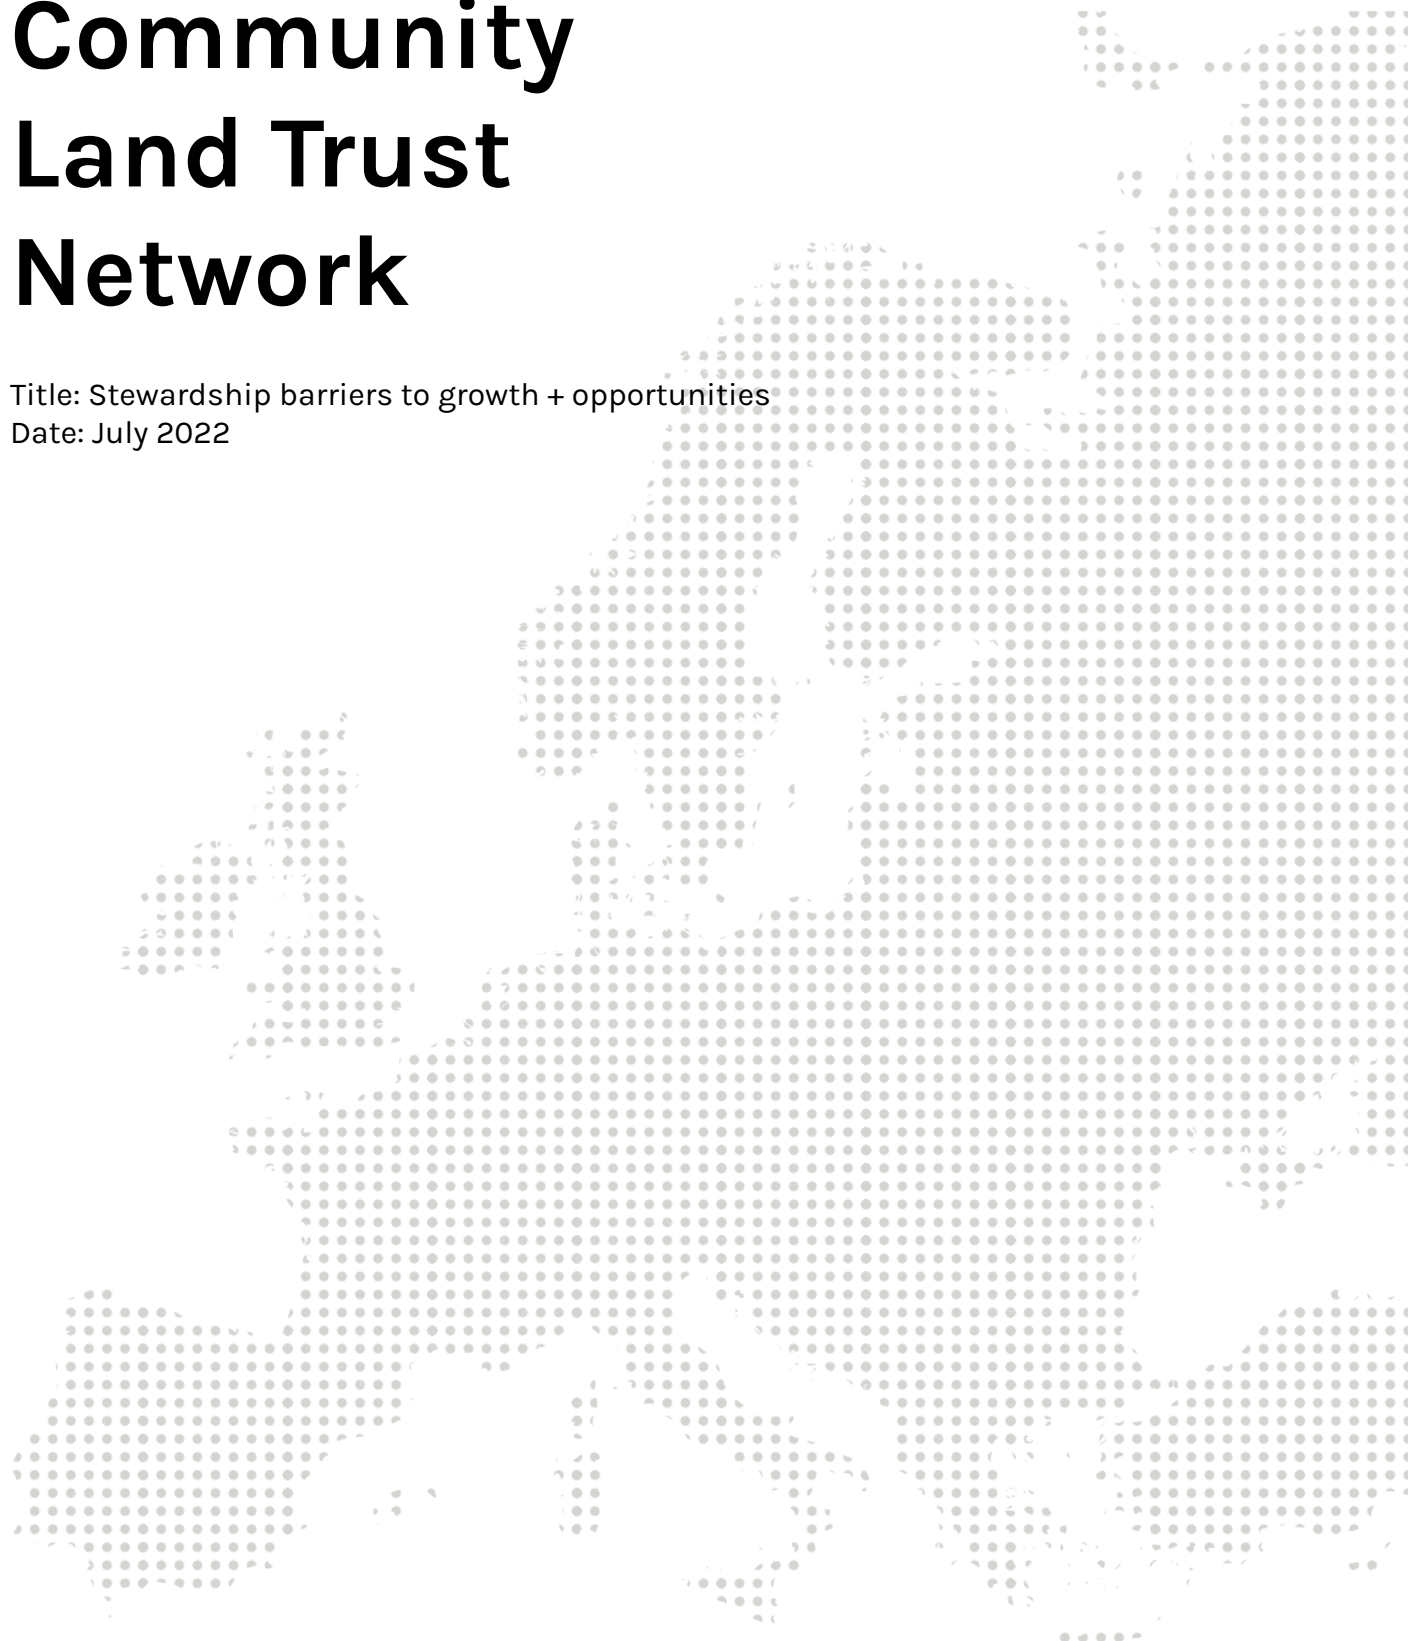 Community
Land Trust
Network
Title: Stewardship barriers to growth + opportunities
Date: July 2022